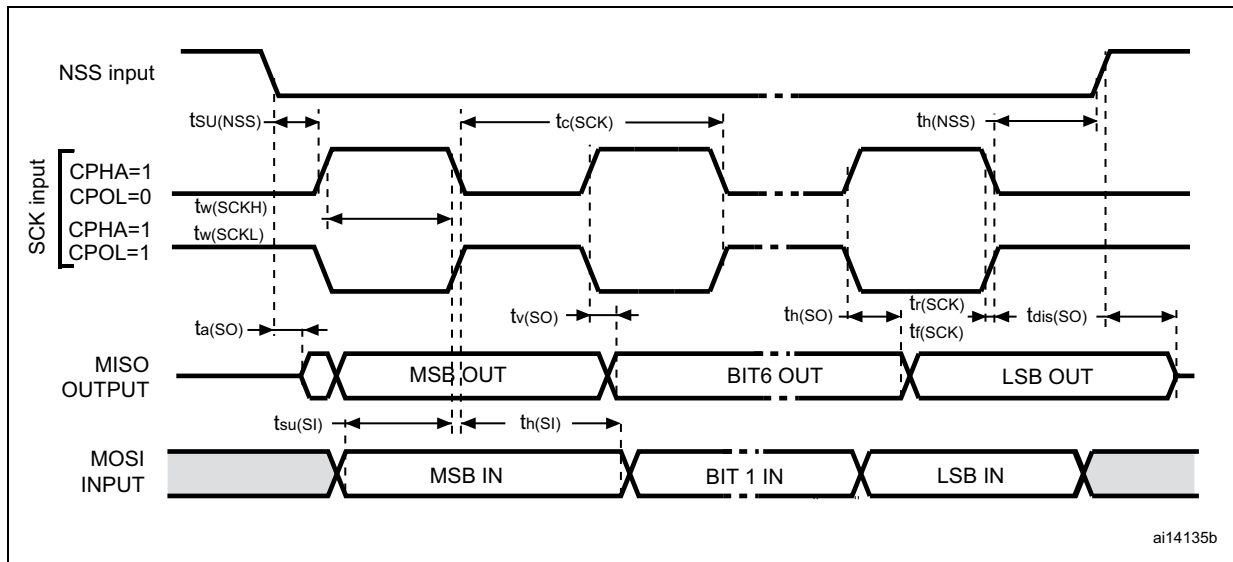 NSS input
tSU(NSS)
tc(SCK)
th(NSS)
SCK input
CPHA=1
CPOL=0
tw(SCKH)
CPHA=1
tw(SCKL)
CPOL=1
ta(SO)
tv(SO)
th(SO)
tr(SCK)
tf(SCK)
tdis(SO)
MISO
OUTPUT
MSB OUT
BIT6 OUT
LSB OUT
tsu(SI)
th(SI)
MOSI
INPUT
MSB IN
BIT 1 IN
LSB IN
ai14135b